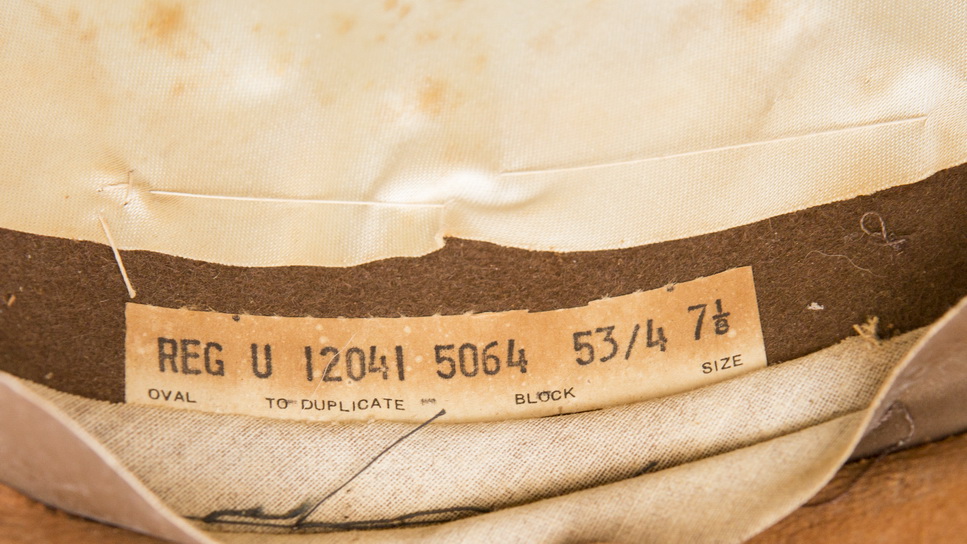 REG U 12041 5064 53/4 7⅛
OVAL TO DUPLICATE BLOCK SIZE